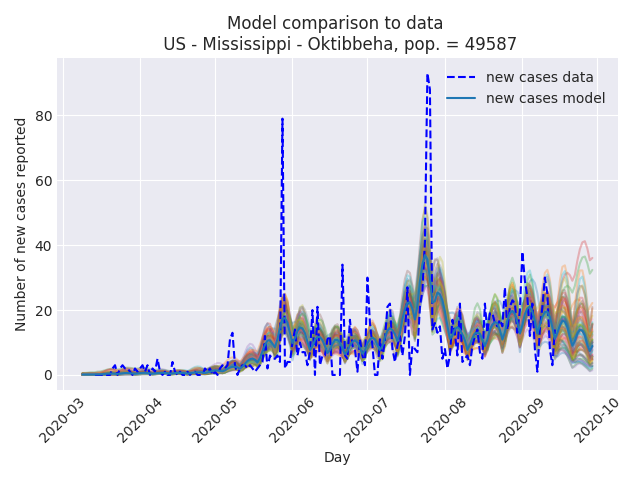 Model comparison to data
US - Mississippi - Oktibbeha, pop. = 49587
new cases data
new cases model
Number of new cases reported
80
60
40
20
0
2020-03
2020-04
2020-05
2020-06
2020-07
2020-08
2020-09
2020-10
Day